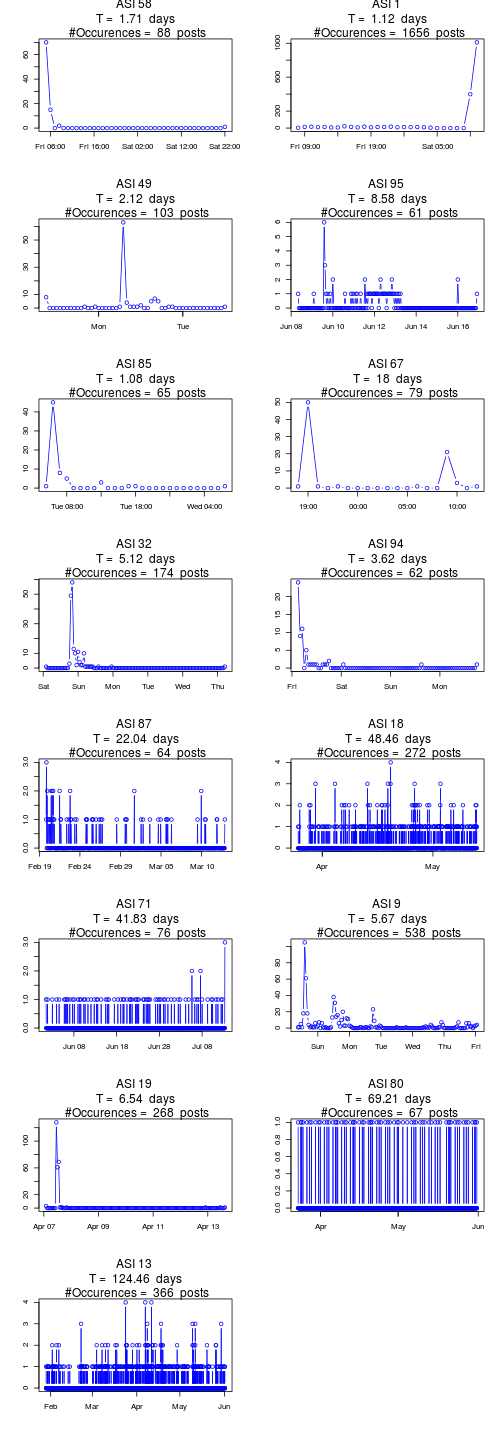 ASI 58
T = 1.71 days
#Occurences = 88 posts
0 20 40 60
Fri 06:00 Fri 16:00 Sat 02:00 Sat 12:00 Sat 22:00
ASI 1
T = 1.12 days
#Occurences = 1656 posts
0 200 600 1000
Fri 09:00 Fri 19:00 Sat 05:00
ASI 49
T = 2.12 days
#Occurences = 103 posts
0 10 30 50
Mon Tue
ASI 95
T = 8.58 days
#Occurences = 61 posts
0 1 2 3 4 5 6
Jun 08 Jun 10 Jun 12 Jun 14 Jun 16
ASI 85
T = 1.08 days
#Occurences = 65 posts
0 10 20 30 40
Tue 08:00 Tue 18:00 Wed 04:00
ASI 67
T = 18 days
#Occurences = 79 posts
0 10 20 30 40 50
19:00 00:00 05:00 10:00
ASI 32
T = 5.12 days
#Occurences = 174 posts
0 10 30 50
Sat Sun Mon Tue Wed Thu
ASI 94
T = 3.62 days
#Occurences = 62 posts
0 5 10 20
Fri Sat Sun Mon
ASI 87
T = 22.04 days
#Occurences = 64 posts
0.0 1.0 2.0 3.0
Feb 19 Feb 24 Feb 29 Mar 05 Mar 10
ASI 18
T = 48.46 days
#Occurences = 272 posts
0 1 2 3 4
Apr May
ASI 71
T = 41.83 days
#Occurences = 76 posts
0.0 1.0 2.0 3.0
Jun 08 Jun 18 Jun 28 Jul 08
ASI 9
T = 5.67 days
#Occurences = 538 posts
0 20 40 60 80
Sun Mon Tue Wed Thu Fri
ASI 19
T = 6.54 days
#Occurences = 268 posts
0 20 60 100
Apr 07 Apr 09 Apr 11 Apr 13
ASI 80
T = 69.21 days
#Occurences = 67 posts
0.0 0.2 0.4 0.6 0.8 1.0
Apr May Jun
ASI 13
T = 124.46 days
#Occurences = 366 posts
0 1 2 3 4
Feb Mar Apr May Jun